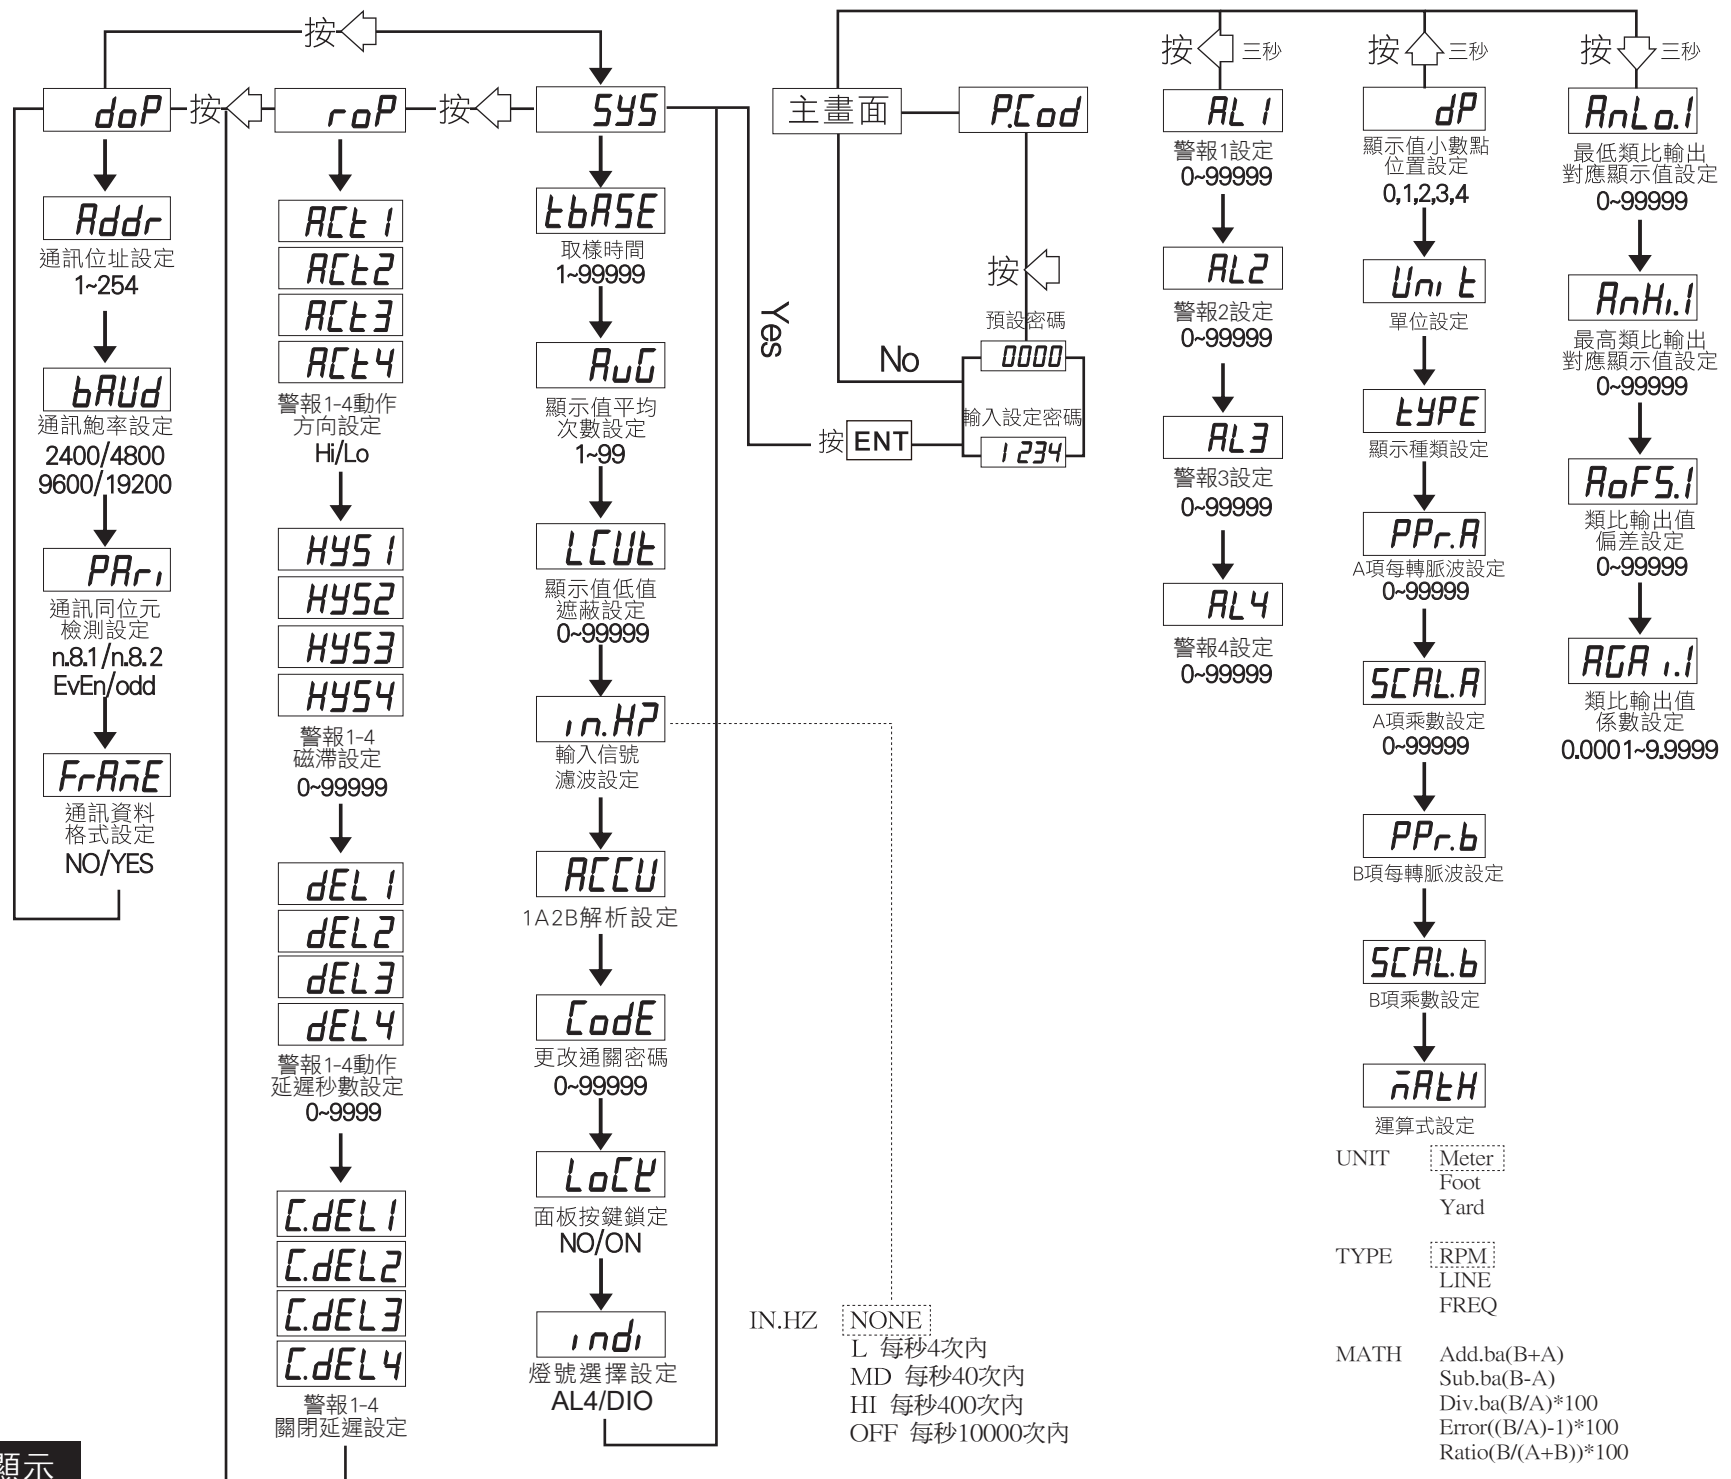 按
doP
Addr
通訊位址設定
1~254
bAUd
通訊鮑率設定
2400/4800
9600/19200
PAri
通訊同位元
檢測設定
n.8.1/n.8.2
EvEn/odd
FrAmE
通訊資料
格式設定
NO/YES
按
roP
ACt1
ACt2
ACt3
ACt4
警報1-4動作
方向設定
Hi/Lo
HYS1
HYS2
HYS3
HYS4
警報1-4
磁滯設定
0~99999
dEL1
dEL2
dEL3
dEL4
警報1-4動作
延遲秒數設定
0~9999
C.dEL1
C.dEL2
C.dEL3
C.dEL4
警報1-4
關閉延遲設定
按
SYS
tbASE
取樣時間
1~99999
AvG
顯示值平均
次數設定
1~99
LCUt
顯示值低值
遮蔽設定
0~99999
in.HZ
輸入信號
濾波設定
ACCU
1A2B解析設定
CodE
更改通關密碼
0~99999
LoCK
面板按鍵鎖定
NO/ON
indi
燈號選擇設定
AL4/DIO
Yes
主畫面
P.Cod
按
預設密碼
0000
No
輸入設定密碼
1234
按 ENT
IN.HZ NONE
L 每秒4次內
MD 每秒40次內
HI 每秒400次內
OFF 每秒10000次內
按 三秒
AL1
警報1設定
0~99999
AL2
警報2設定
0~99999
AL3
警報3設定
0~99999
AL4
警報4設定
0~99999
按 三秒
dP
顯示值小數點
位置設定
0,1,2,3,4
Unit
單位設定
tYPE
顯示種類設定
PPr.A
A項每轉脈波設定
0~99999
SCAL.A
A項乘數設定
0~99999
PPr.b
B項每轉脈波設定
SCAL.b
B項乘數設定
mAtH
運算式設定
UNIT Meter
Foot
Yard
TYPE RPM
LINE
FREQ
MATH Add.ba(B+A)
Sub.ba(B-A)
Div.ba(B/A)*100
Error((B/A)-1)*100
Ratio(B/(A+B))*100
按 三秒
AnLo.1
最低類比輸出
對應顯示值設定
0~99999
AnHi.1
最高類比輸出
對應顯示值設定
0~99999
AoFS.1
類比輸出值
偏差設定
0~99999
AGAi.1
類比輸出值
係數設定
0.0001~9.9999
顯示